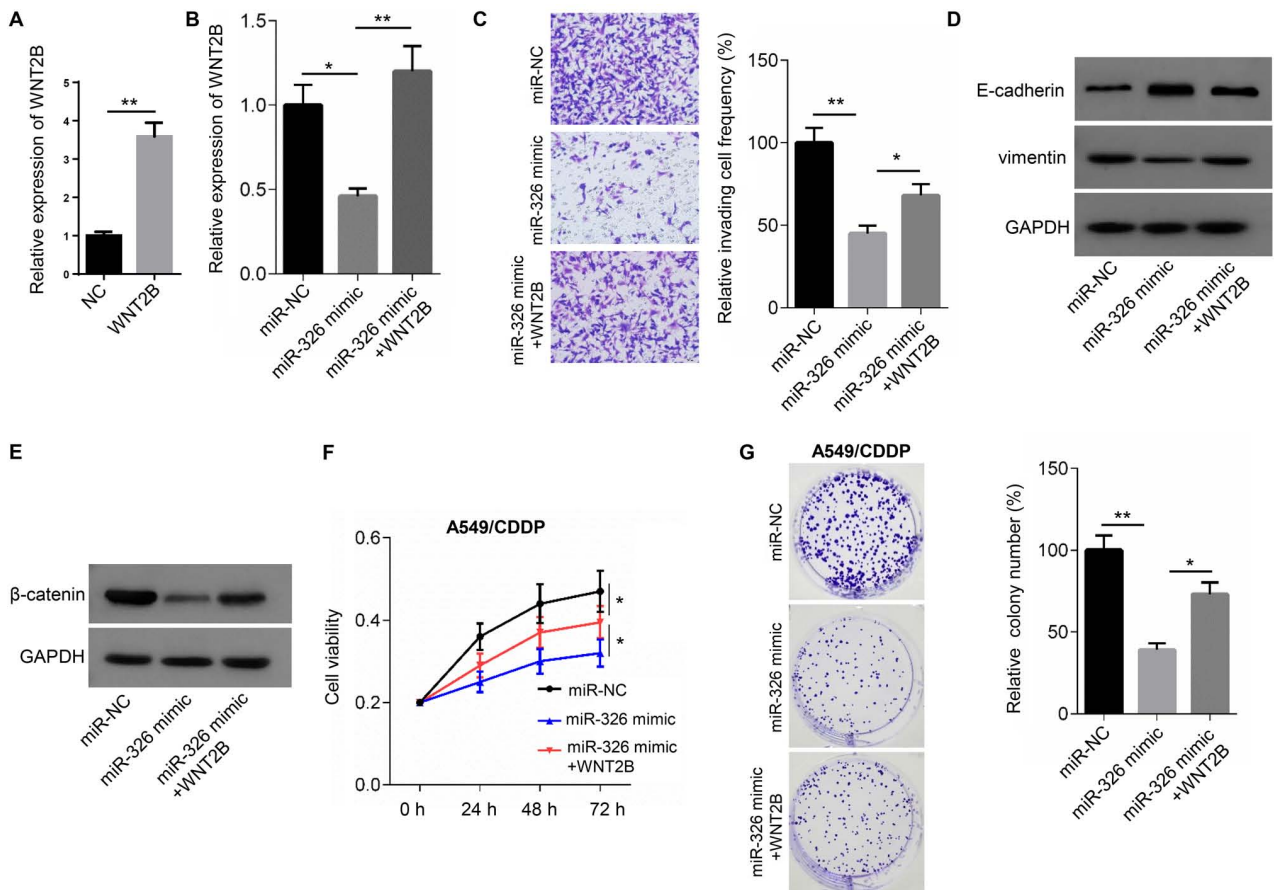 A
Relative expression of WNT2B
5
4
3
2
1
0
**
NC
WNT2B
B
Relative expression of WNT2B
1.5
1.0
0.5
0.0
*
**
miR-NC
miR-326 mimic
miR-326 mimic
+WNT2B
C
miR-NC
miR-326 mimic
miR-326 mimic
+WNT2B
Relative invading cell frequency (%)
150
100
50
0
**
*
miR-NC
miR-326 mimic
miR-326 mimic
+WNT2B
D
E-cadherin
vimentin
GAPDH
miR-NC
miR-326 mimic
miR-326 mimic
+WNT2B
E
β-catenin
GAPDH
miR-NC
miR-326 mimic
miR-326 mimic
+WNT2B
F
A549/CDDP
Cell viability
0.6
0.4
0.2
0.0
0 h
24 h
48 h
72 h
*
*
miR-NC
miR-326 mimic
miR-326 mimic
+WNT2B
G
A549/CDDP
miR-NC
miR-326 mimic
miR-326 mimic
+WNT2B
Relative colony number (%)
150
100
50
0
**
*
miR-NC
miR-326 mimic
miR-326 mimic
+WNT2B